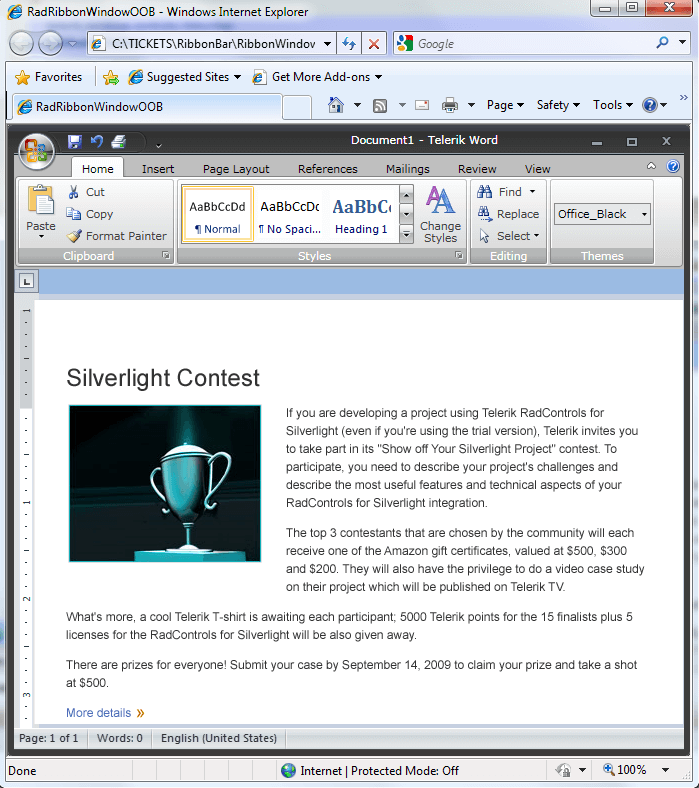 RadRibbonWindowOOB - Windows Internet Explorer
C:\TICKETS\RibbonBar\RibbonWindow
Google
Favorites Suggested Sites Get More Add-ons
RadRibbonWindowOOB Page Safety Tools
Document1 - Telerik Word
Home Insert Page Layout References Mailings Review View
Paste
Cut
Copy
Format Painter
Clipboard
AaBbCcDd AaBbCcDc AaBbCc
¶ Normal ¶ No Spaci... Heading 1
Change
Styles
Styles
Find
Replace
Select
Editing
Office_Black
Themes
L
1
1
2
3
Silverlight Contest
If you are developing a project using Telerik RadControls for
Silverlight (even if you're using the trial version), Telerik invites you
to take part in its "Show off Your Silverlight Project" contest. To
participate, you need to describe your project's challenges and
describe the most useful features and technical aspects of your
RadControls for Silverlight integration.
The top 3 contestants that are chosen by the community will each
receive one of the Amazon gift certificates, valued at $500, $300
and $200. They will also have the privilege to do a video case study
on their project which will be published on Telerik TV.
What's more, a cool Telerik T-shirt is awaiting each participant; 5000 Telerik points for the 15 finalists plus 5
licenses for the RadControls for Silverlight will be also given away.
There are prizes for everyone! Submit your case by September 14, 2009 to claim your prize and take a shot
at $500.
More details »
Page: 1 of 1 Words: 0 English (United States)
Done Internet | Protected Mode: Off 100%